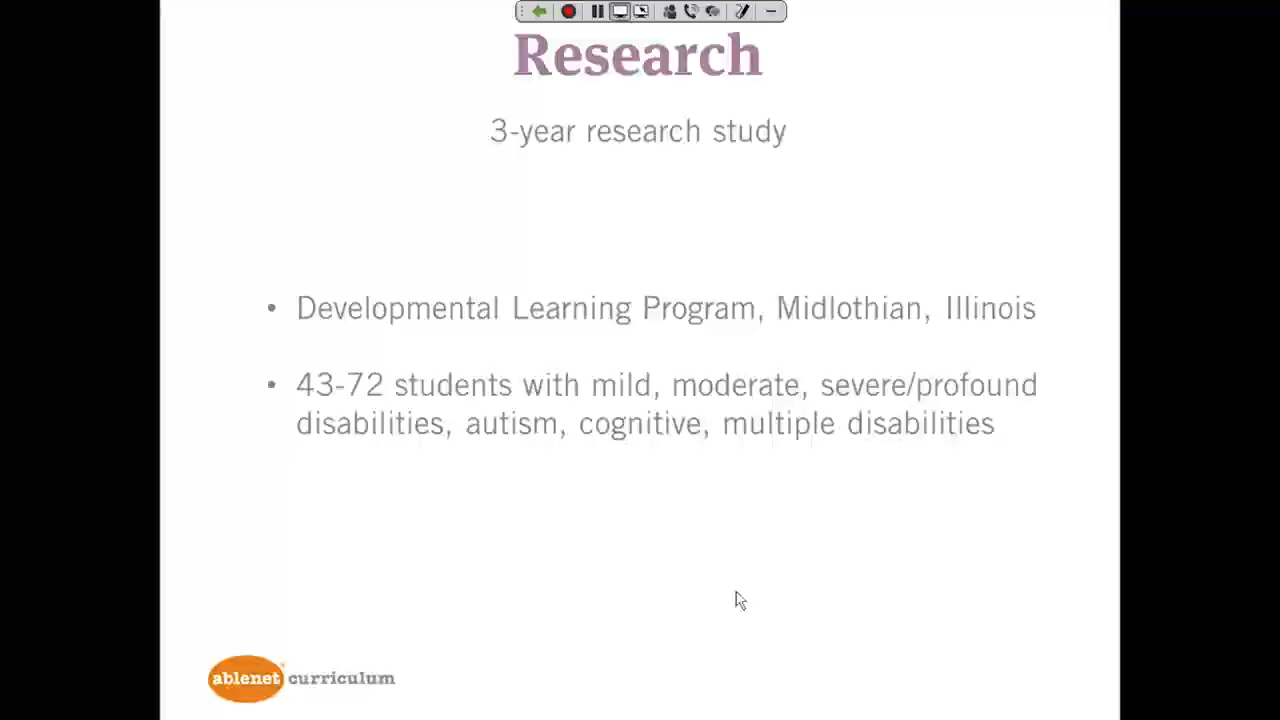 Research
3-year research study
• Developmental Learning Program, Midlothian, Illinois
• 43-72 students with mild, moderate, severe/profound
disabilities, autism, cognitive, multiple disabilities
ablenet curriculum